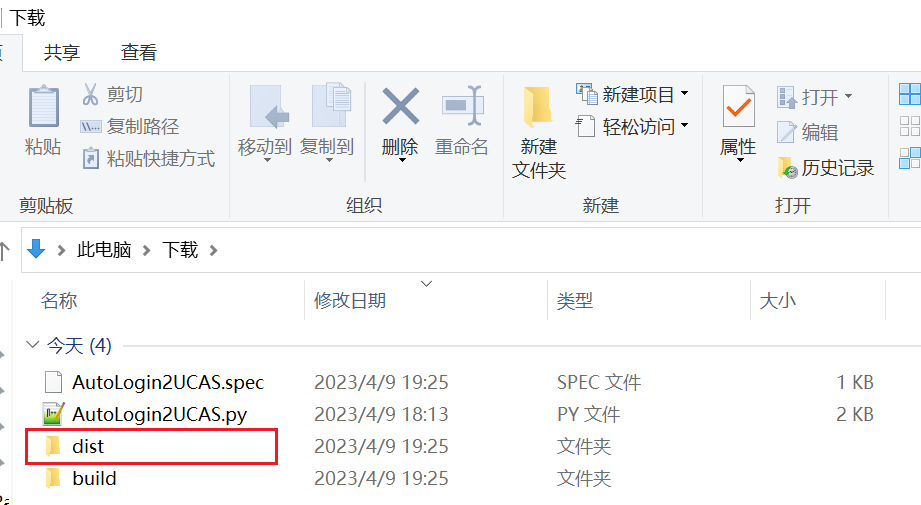 下载
共享 查看
粘贴 剪切 复制路径 粘贴快捷方式
移动到 复制到 删除 重命名
新建文件夹 新建项目 轻松访问
属性 打开 编辑 历史记录
剪贴板 组织 新建 打开
此电脑 下载
名称 修改日期 类型 大小
今天 (4)
AutoLogin2UCAS.spec 2023/4/9 19:25 SPEC 文件 1 KB
AutoLogin2UCAS.py 2023/4/9 18:13 PY 文件 2 KB
dist 2023/4/9 19:25 文件夹
build 2023/4/9 19:25 文件夹